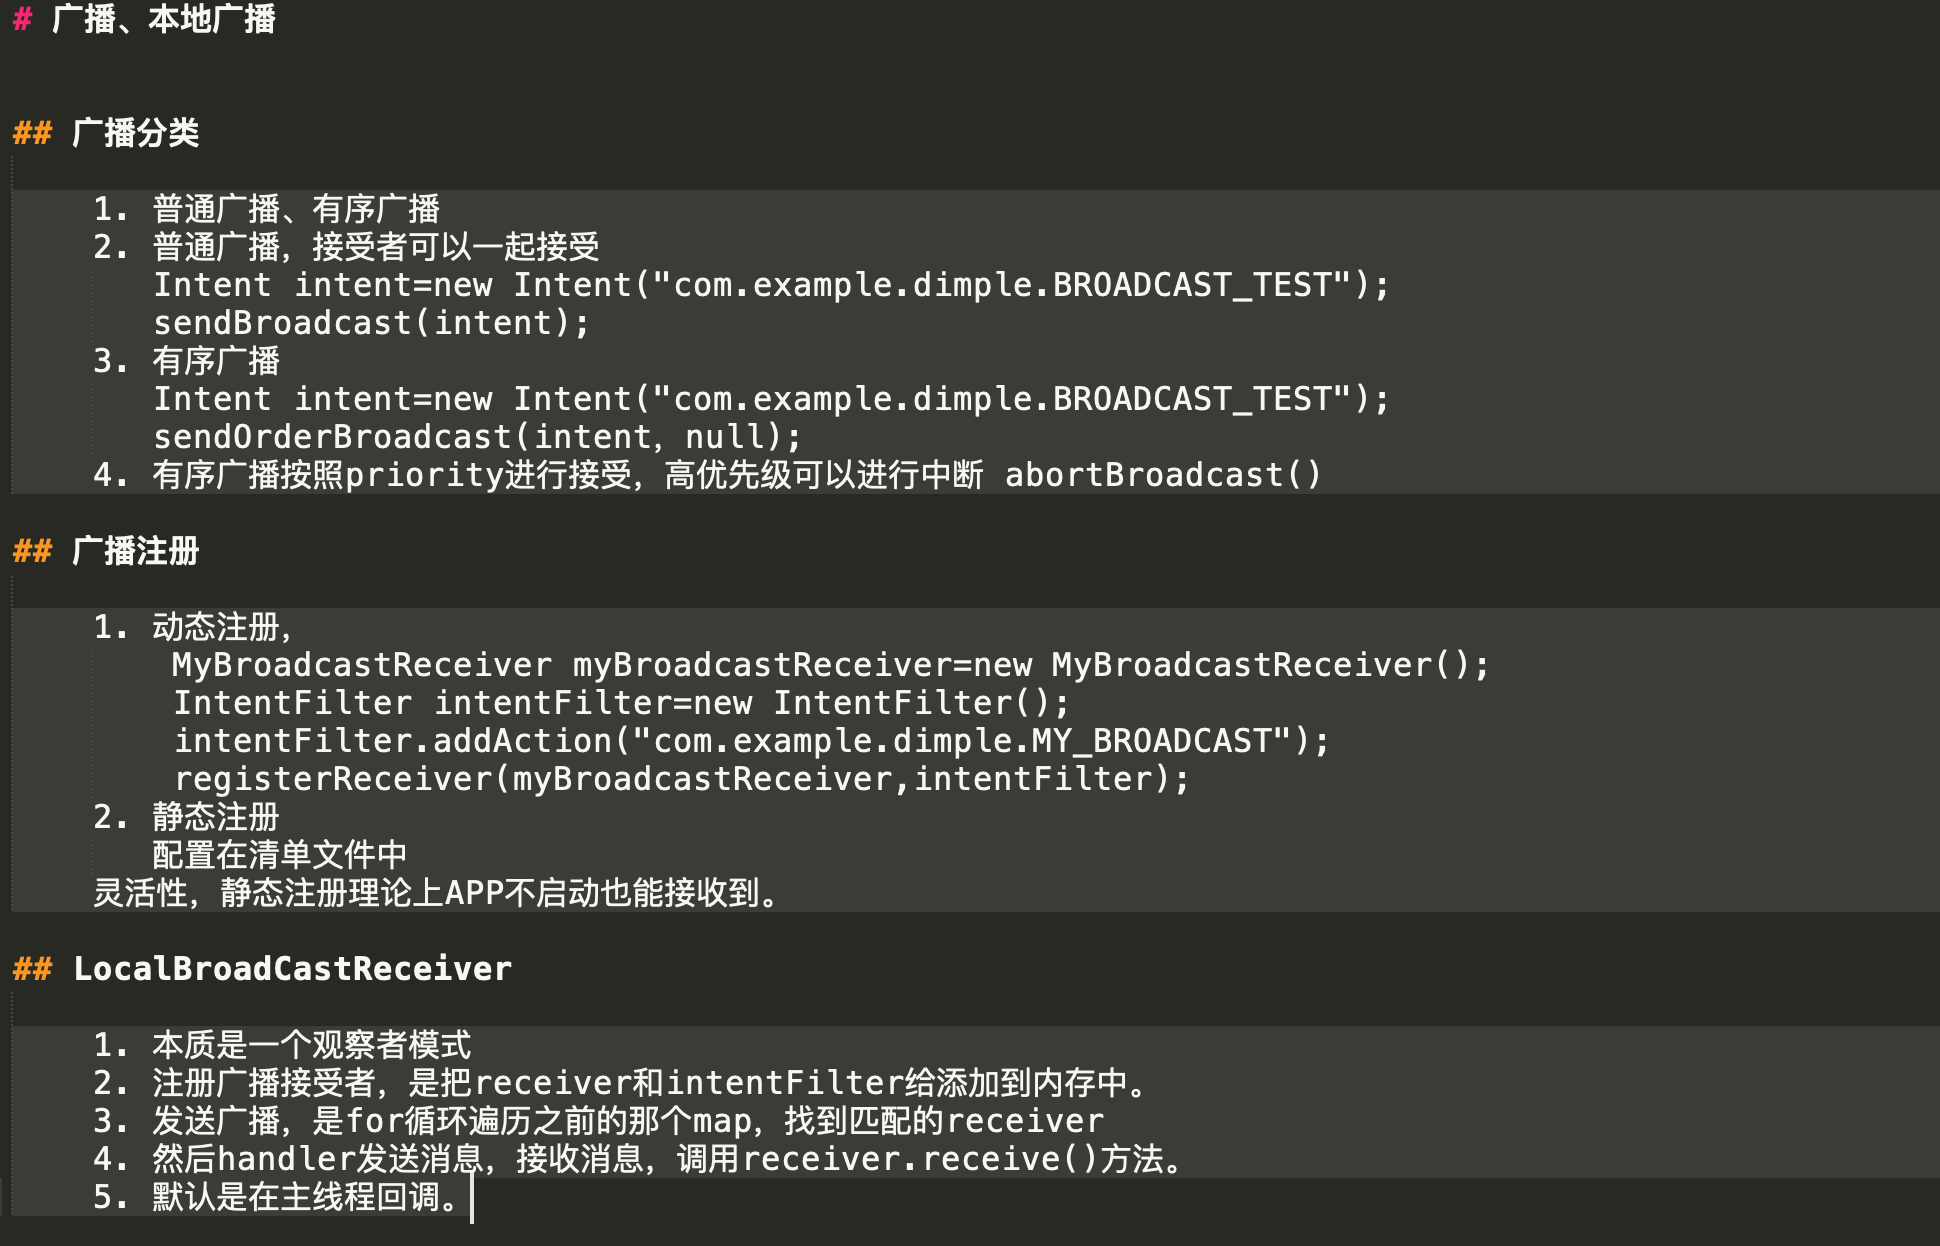 # 广播、本地广播
## 广播分类
1. 普通广播、有序广播
2. 普通广播，接受者可以一起接受
Intent intent=new Intent("com.example.dimple.BROADCAST_TEST");
sendBroadcast(intent);
3. 有序广播
Intent intent=new Intent("com.example.dimple.BROADCAST_TEST");
sendOrderBroadcast(intent，null);
4. 有序广播按照priority进行接受，高优先级可以进行中断 abortBroadcast()
## 广播注册
1. 动态注册，
MyBroadcastReceiver myBroadcastReceiver=new MyBroadcastReceiver();
IntentFilter intentFilter=new IntentFilter();
intentFilter.addAction("com.example.dimple.MY_BROADCAST");
registerReceiver(myBroadcastReceiver,intentFilter);
2. 静态注册
配置在清单文件中
灵活性，静态注册理论上APP不启动也能接收到。
## LocalBroadCastReceiver
1. 本质是一个观察者模式
2. 注册广播接受者，是把receiver和intentFilter给添加到内存中。
3. 发送广播，是for循环遍历之前的那个map，找到匹配的receiver
4. 然后handler发送消息，接收消息，调用receiver.receive()方法。
5. 默认是在主线程回调。